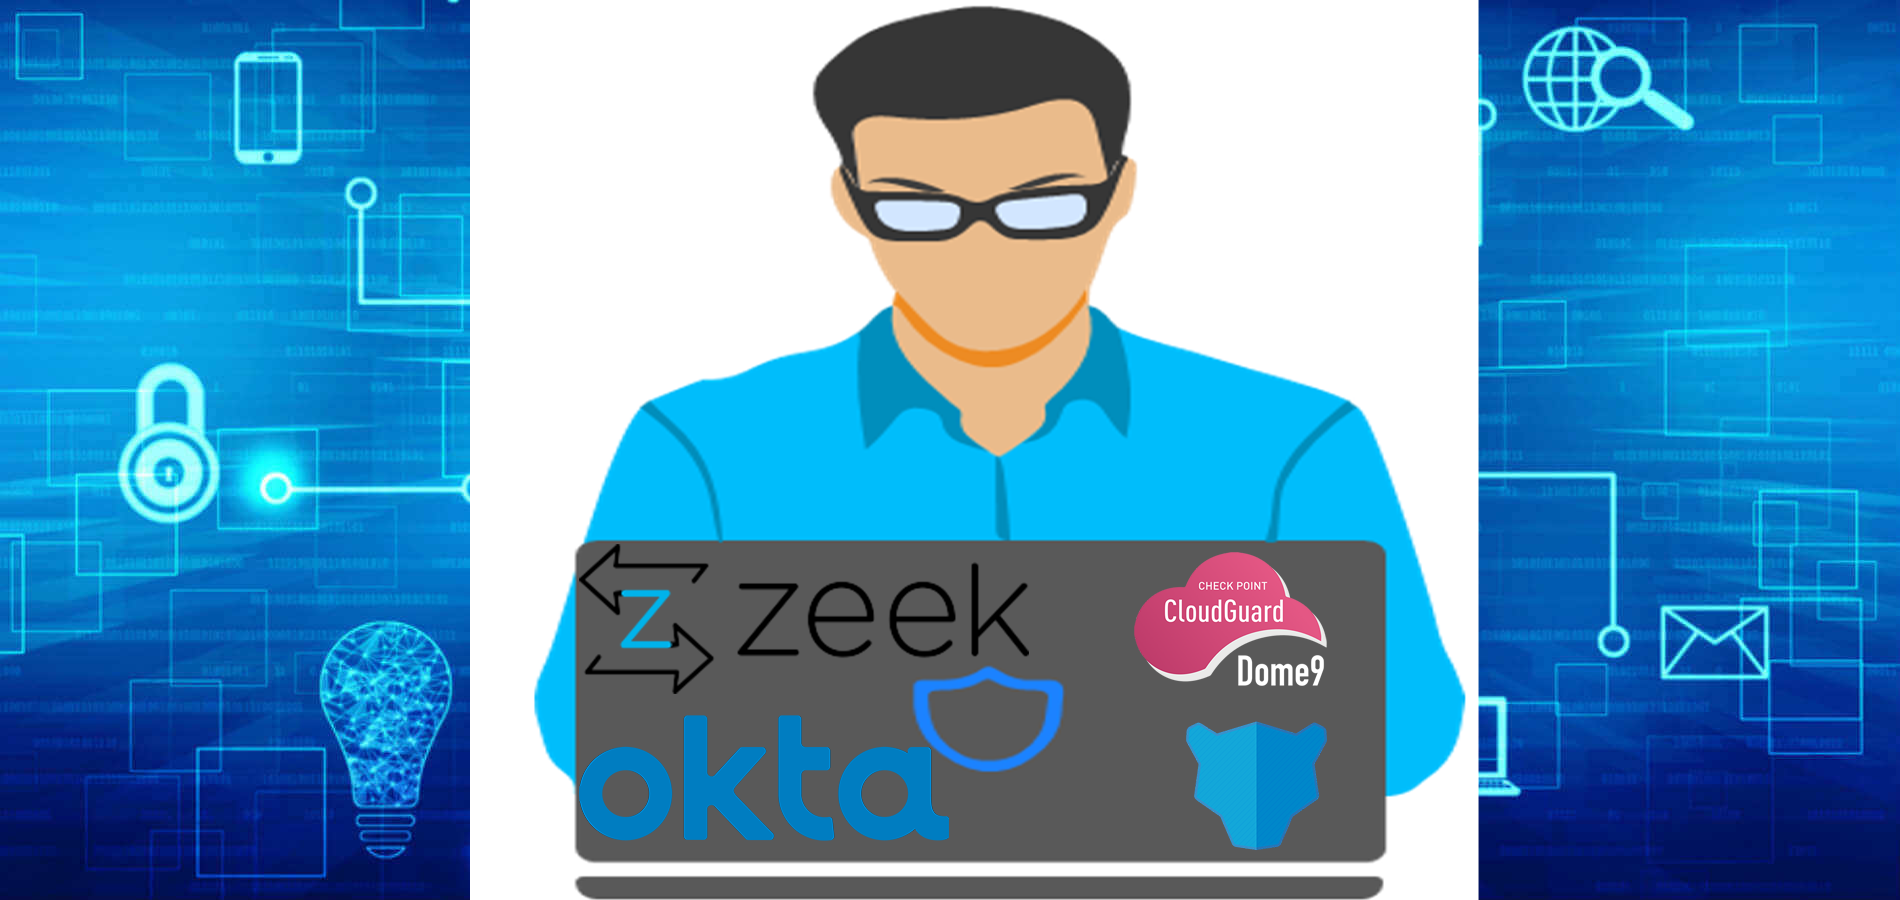 z zeek
CHECK POINT
CloudGuard
Dome9
okta